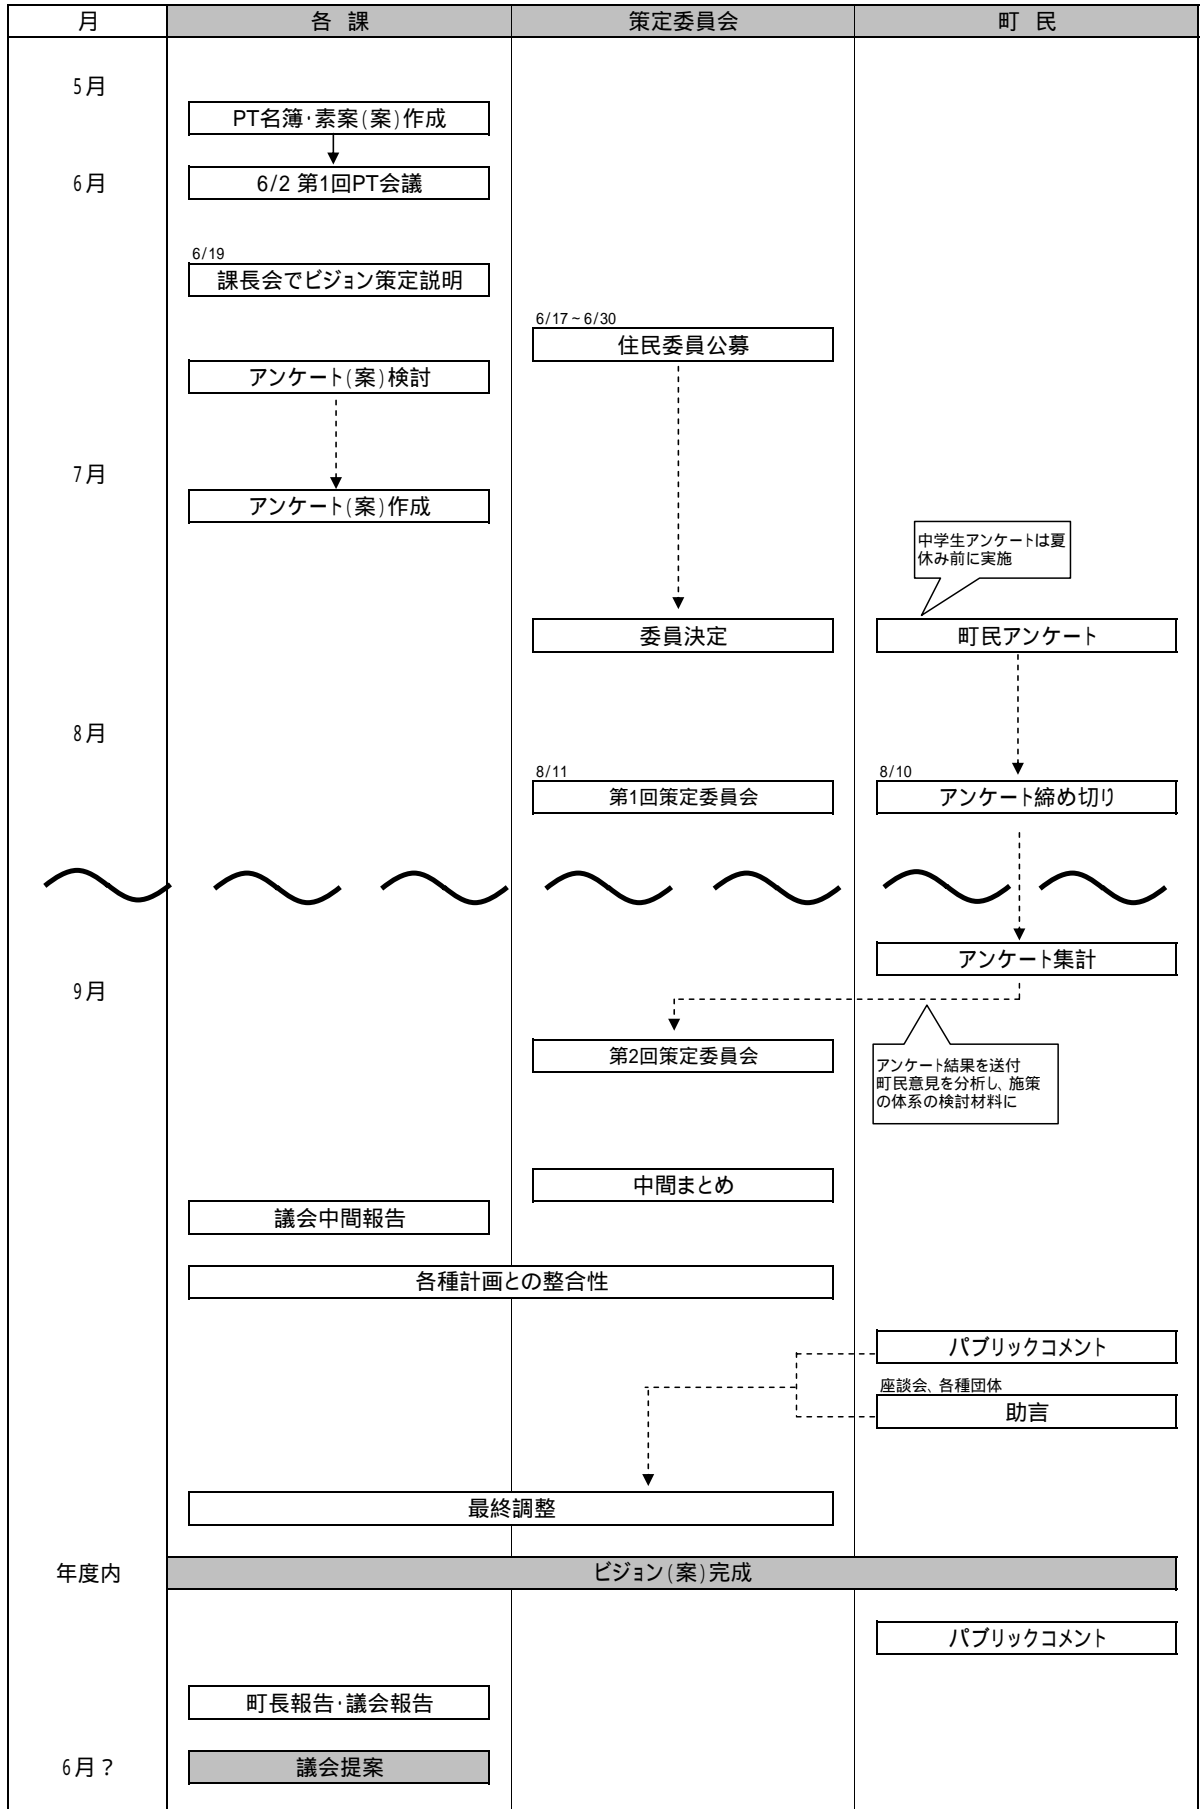 月 各 課 策定委員会 町 民
5月
PT名簿･素案(案)作成
6月 6/2 第1回PT会議
6/19
課長会でビジョン策定説明
6/17～6/30
住民委員公募
アンケート(案)検討
7月
アンケート(案)作成
中学生アンケートは夏
休み前に実施
委員決定 町民アンケート
8月
8/11 8/10
第1回策定委員会 アンケート締め切り
アンケート集計
9月
第2回策定委員会
アンケート結果を送付
町民意見を分析し、施策
の体系の検討材料に
中間まとめ
議会中間報告
各種計画との整合性
パブリックコメント
座談会、各種団体
助言
最終調整
年度内 ビジョン(案)完成
パブリックコメント
町長報告･議会報告
6月？ 議会提案